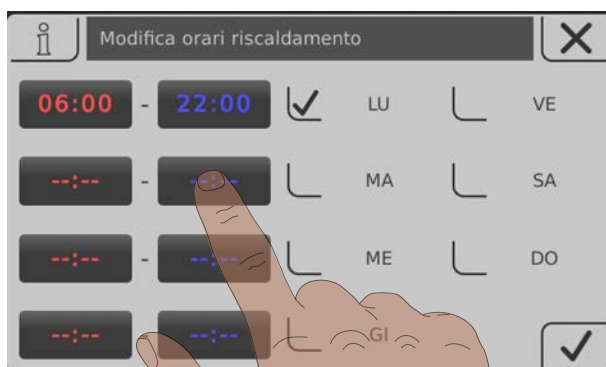 Modifica orari riscaldamento
06:00 - 22:00 LU VE
--:-- - --:-- MA SA
--:-- - --:-- ME DO
--:-- - --:-- GI